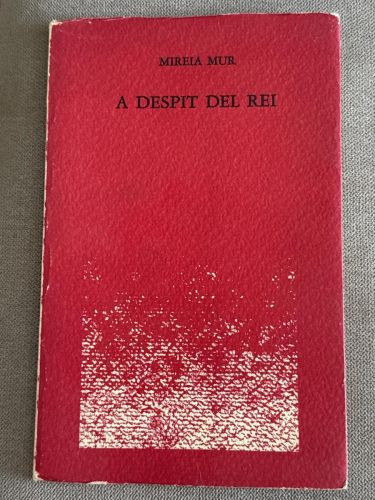 MIREIA MUR
A DESPIT DEL REI